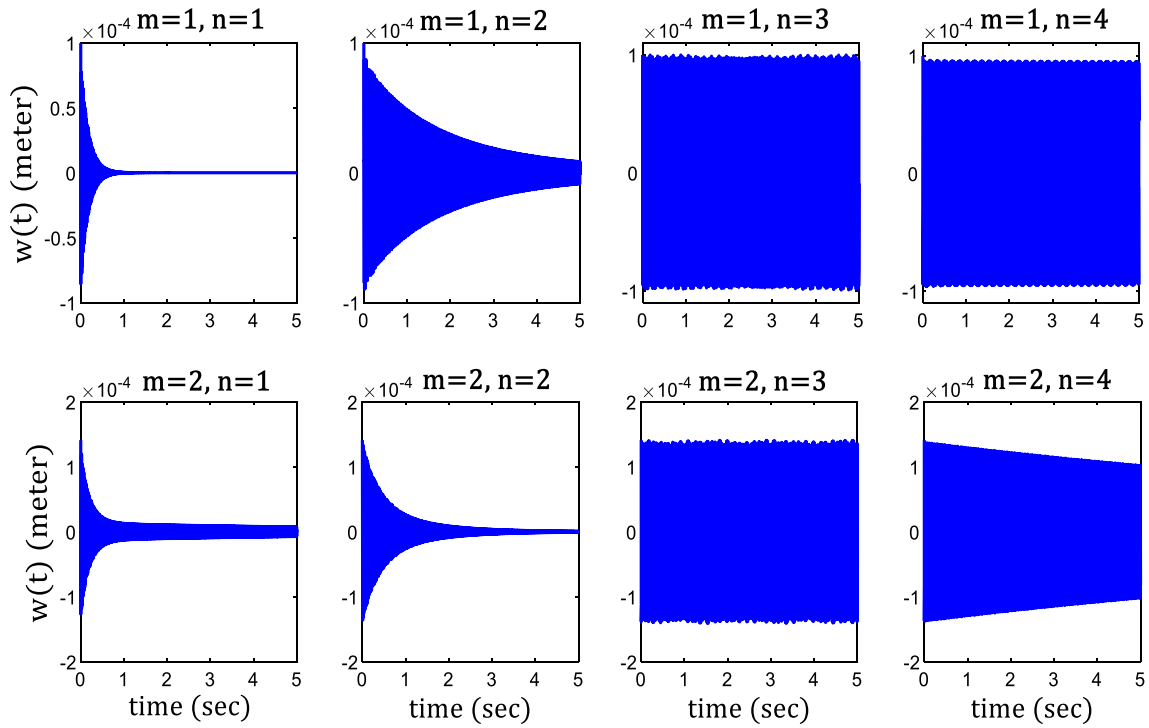 m=1, n=1 m=1, n=2 m=1, n=3 m=1, n=4
×10-4 ×10-4 ×10-4 ×10-4
w(t) (meter)
1 0.5 0 -0.5 -1
1 0 -1
1 0 -1
1 0 -1
0 1 2 3 4 5 0 1 2 3 4 5 0 1 2 3 4 5 0 1 2 3 4 5
m=2, n=1 m=2, n=2 m=2, n=3 m=2, n=4
×10-4 ×10-4 ×10-4 ×10-4
w(t) (meter)
2 1 0 -1 -2
2 1 0 -1 -2
2 1 0 -1 -2
2 1 0 -1 -2
0 1 2 3 4 5 0 1 2 3 4 5 0 1 2 3 4 5 0 1 2 3 4 5
time (sec) time (sec) time (sec) time (sec)